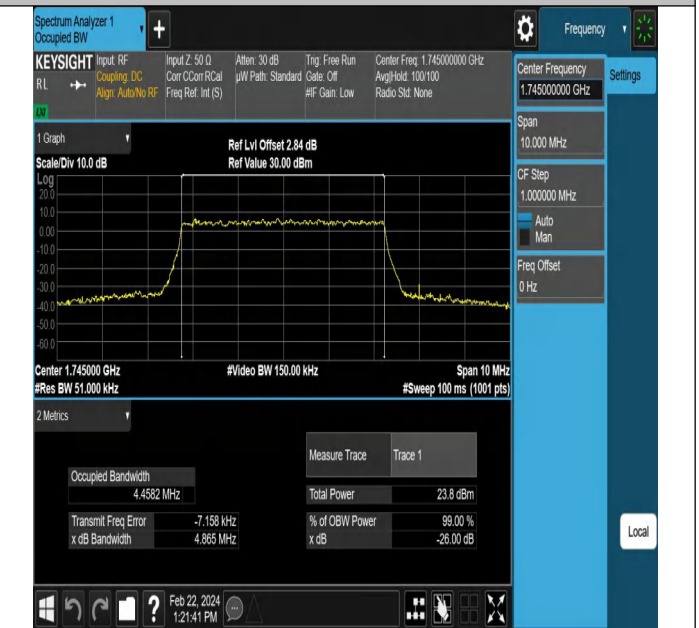 Spectrum Analyzer 1
Occupied BW
Frequency
KEYSIGHT
RL
LXI
Input: RF
Coupling: DC
Align: Auto/No RF
Input Z: 50 Ω
Corr CCorr RCal
Freq Ref: Int (S)
Atten: 30 dB
µW Path: Standard
Trig: Free Run
Gate: Off
#IF Gain: Low
Center Freq: 1.745000000 GHz
Avg|Hold: 100/100
Radio Std: None
Center Frequency
1.745000000 GHz
Settings
Span
10.000 MHz
CF Step
1.000000 MHz
Auto
Man
Freq Offset
0 Hz
1 Graph
Scale/Div 10.0 dB
Ref Lvl Offset 2.84 dB
Ref Value 30.00 dBm
Log
20.0
10.0
0.00
-10.0
-20.0
-30.0
-40.0
-50.0
-60.0
Center 1.745000 GHz
#Video BW 150.00 kHz
Span 10 MHz
#Res BW 51.000 kHz
#Sweep 100 ms (1001 pts)
2 Metrics
Measure Trace
Trace 1
Occupied Bandwidth
4.4582 MHz
Total Power
23.8 dBm
Transmit Freq Error
-7.158 kHz
% of OBW Power
99.00 %
x dB Bandwidth
4.865 MHz
x dB
-26.00 dB
Local
?
Feb 22, 2024
1:21:41 PM